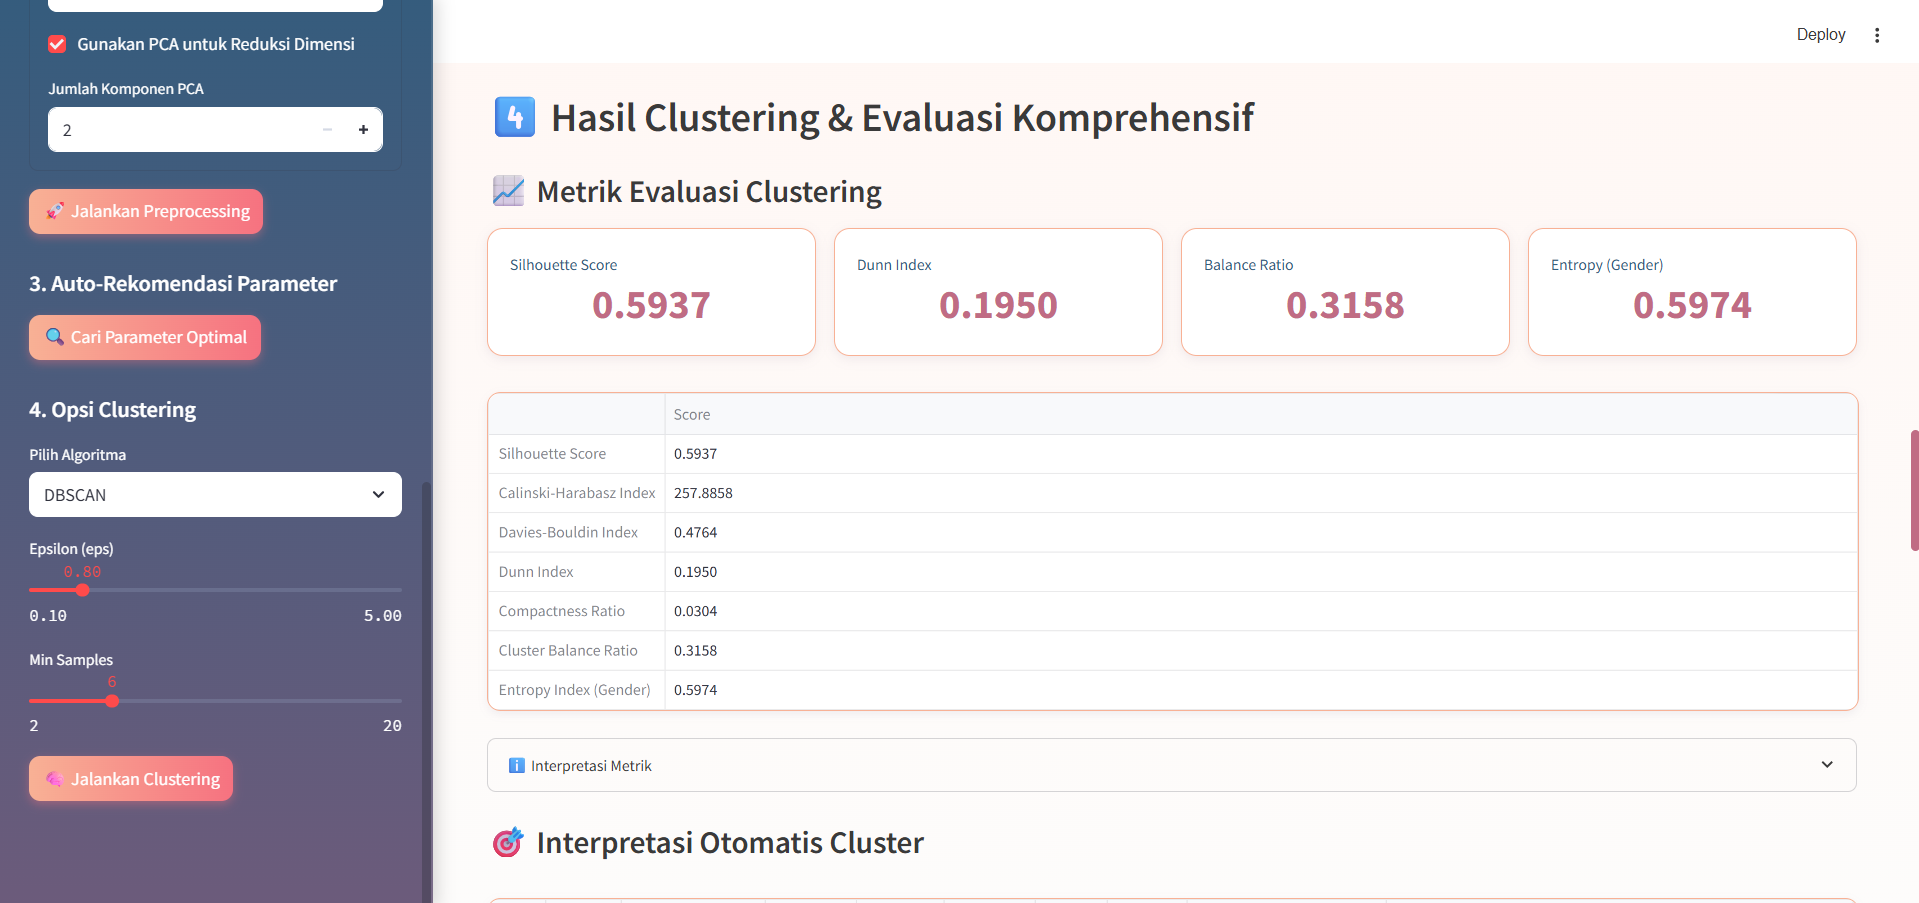 Gunakan PCA untuk Reduksi Dimensi
Jumlah Komponen PCA
2
Jalankan Preprocessing
3. Auto-Rekomendasi Parameter
Cari Parameter Optimal
4. Opsi Clustering
Pilih Algoritma
DBSCAN
Epsilon (eps)
0.80
0.10 5.00
Min Samples
6
2 20
Jalankan Clustering
Deploy
4 Hasil Clustering & Evaluasi Komprehensif
Metrik Evaluasi Clustering
Silhouette Score
0.5937
Dunn Index
0.1950
Balance Ratio
0.3158
Entropy (Gender)
0.5974
Score
Silhouette Score 0.5937
Calinski-Harabasz Index 257.8858
Davies-Bouldin Index 0.4764
Dunn Index 0.1950
Compactness Ratio 0.0304
Cluster Balance Ratio 0.3158
Entropy Index (Gender) 0.5974
Interpretasi Metrik
Interpretasi Otomatis Cluster